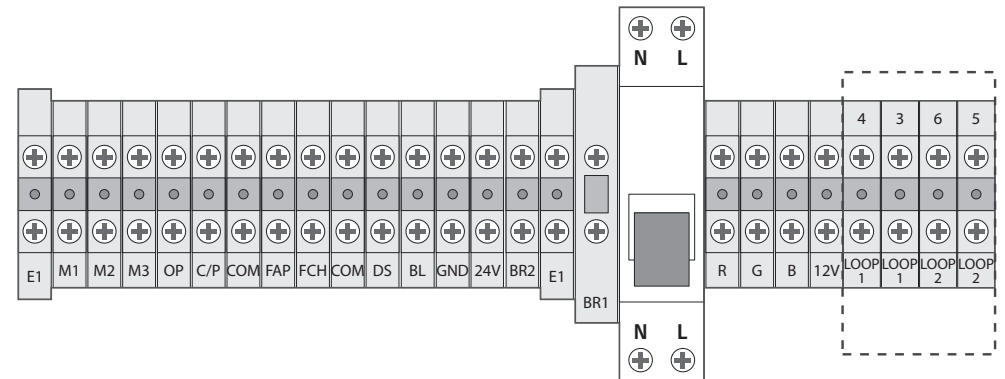 N L
4 3 6 5
E1 M1 M2 M3 OP C/P COM FAP FCH COM DS BL GND 24V BR2 E1 R G B 12V LOOP 1 LOOP 1 LOOP 2 LOOP 2
BR1
N L